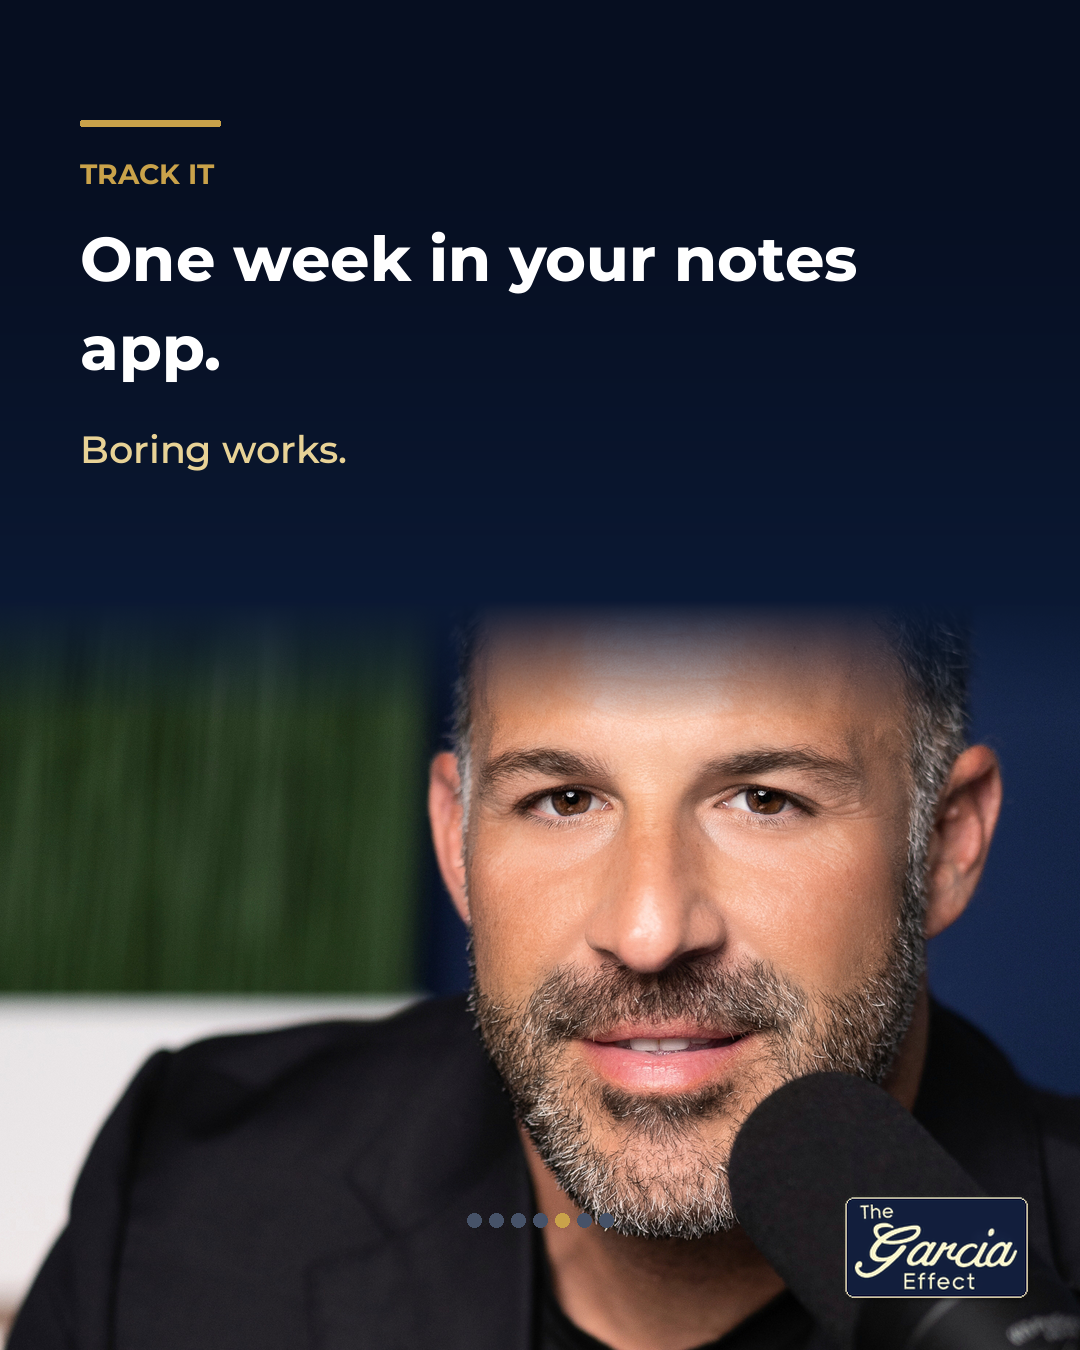 TRACK IT
One week in your notes
app.
Boring works.
The
Garcia
Effect